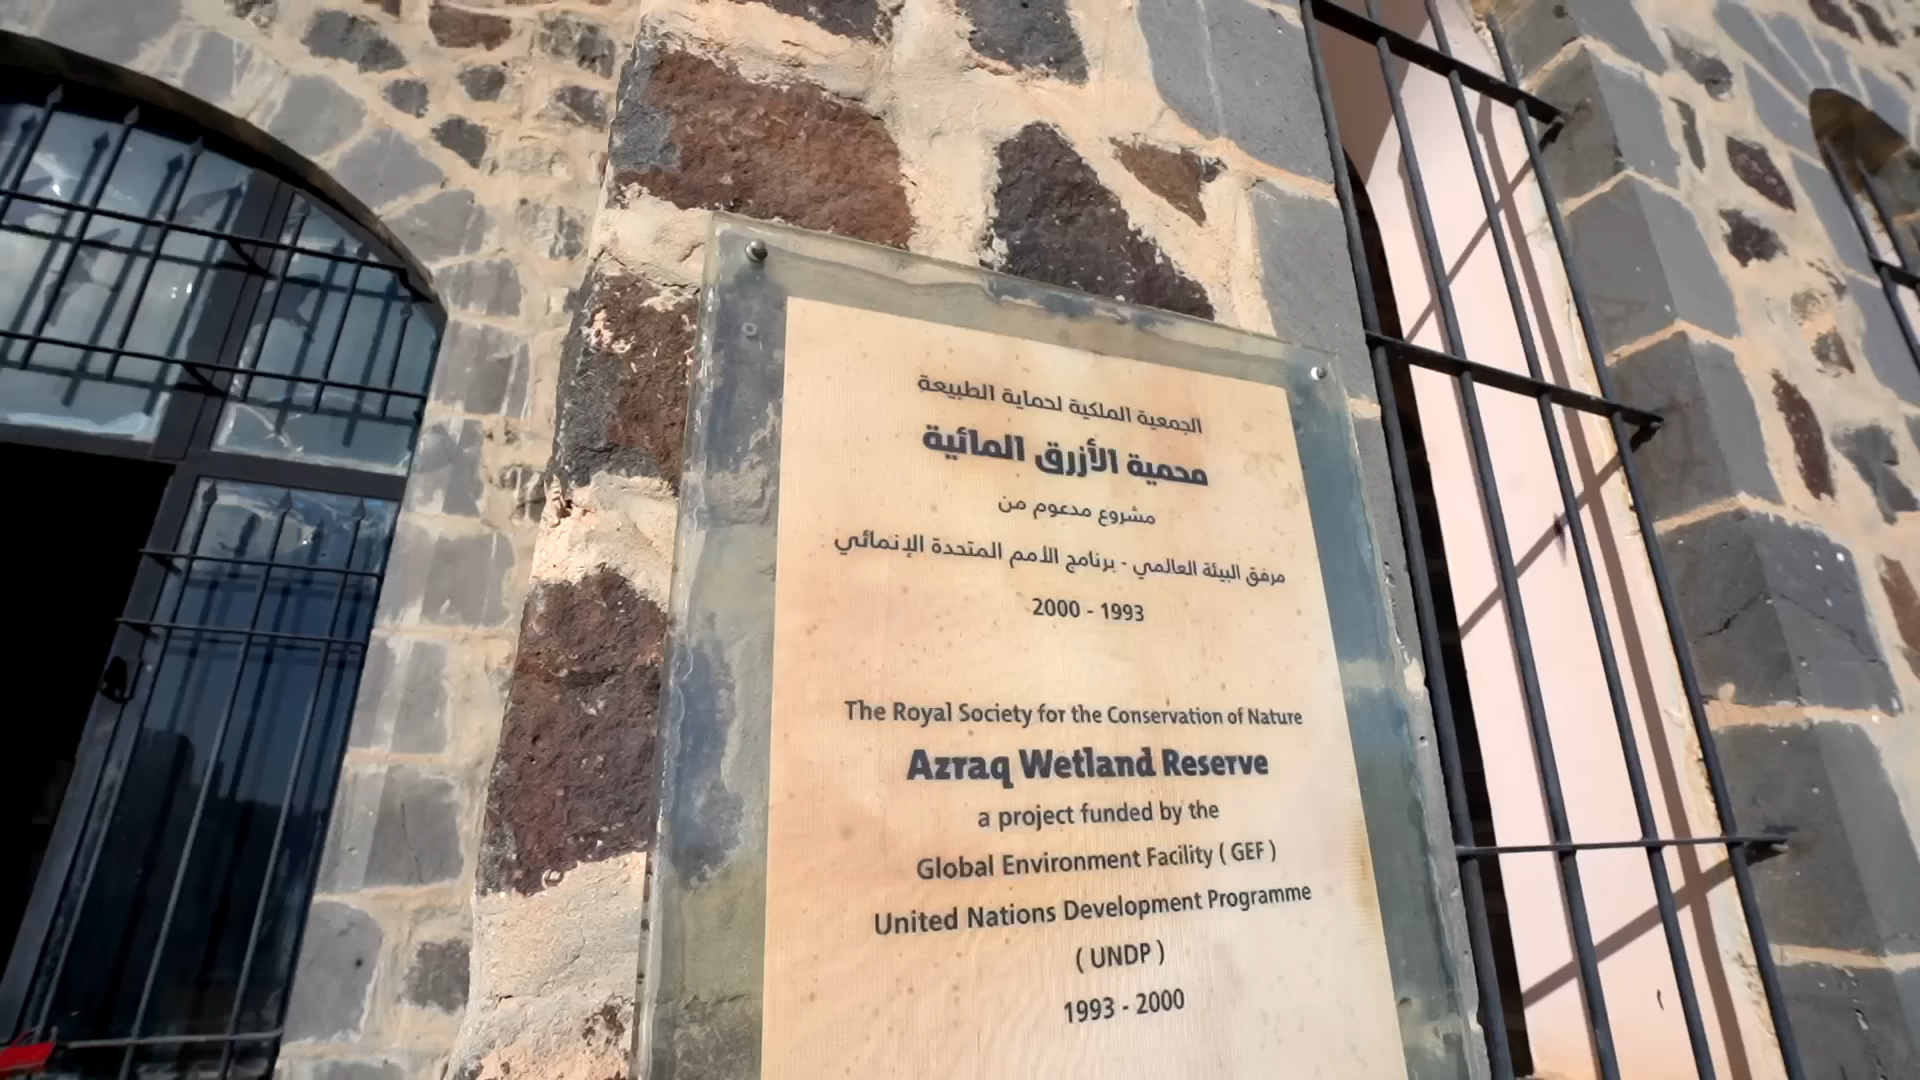 الجمعية الملكية لحماية الطبيعة
محمية الأزرق المائية
مشروع مدعوم من
مرفق البيئة العالمي - برنامج الأمم المتحدة الإنمائي
2000 - 1993
The Royal Society for the Conservation of Nature
Azraq Wetland Reserve
a project funded by the
Global Environment Facility ( GEF )
United Nations Development Programme
( UNDP )
1993 - 2000